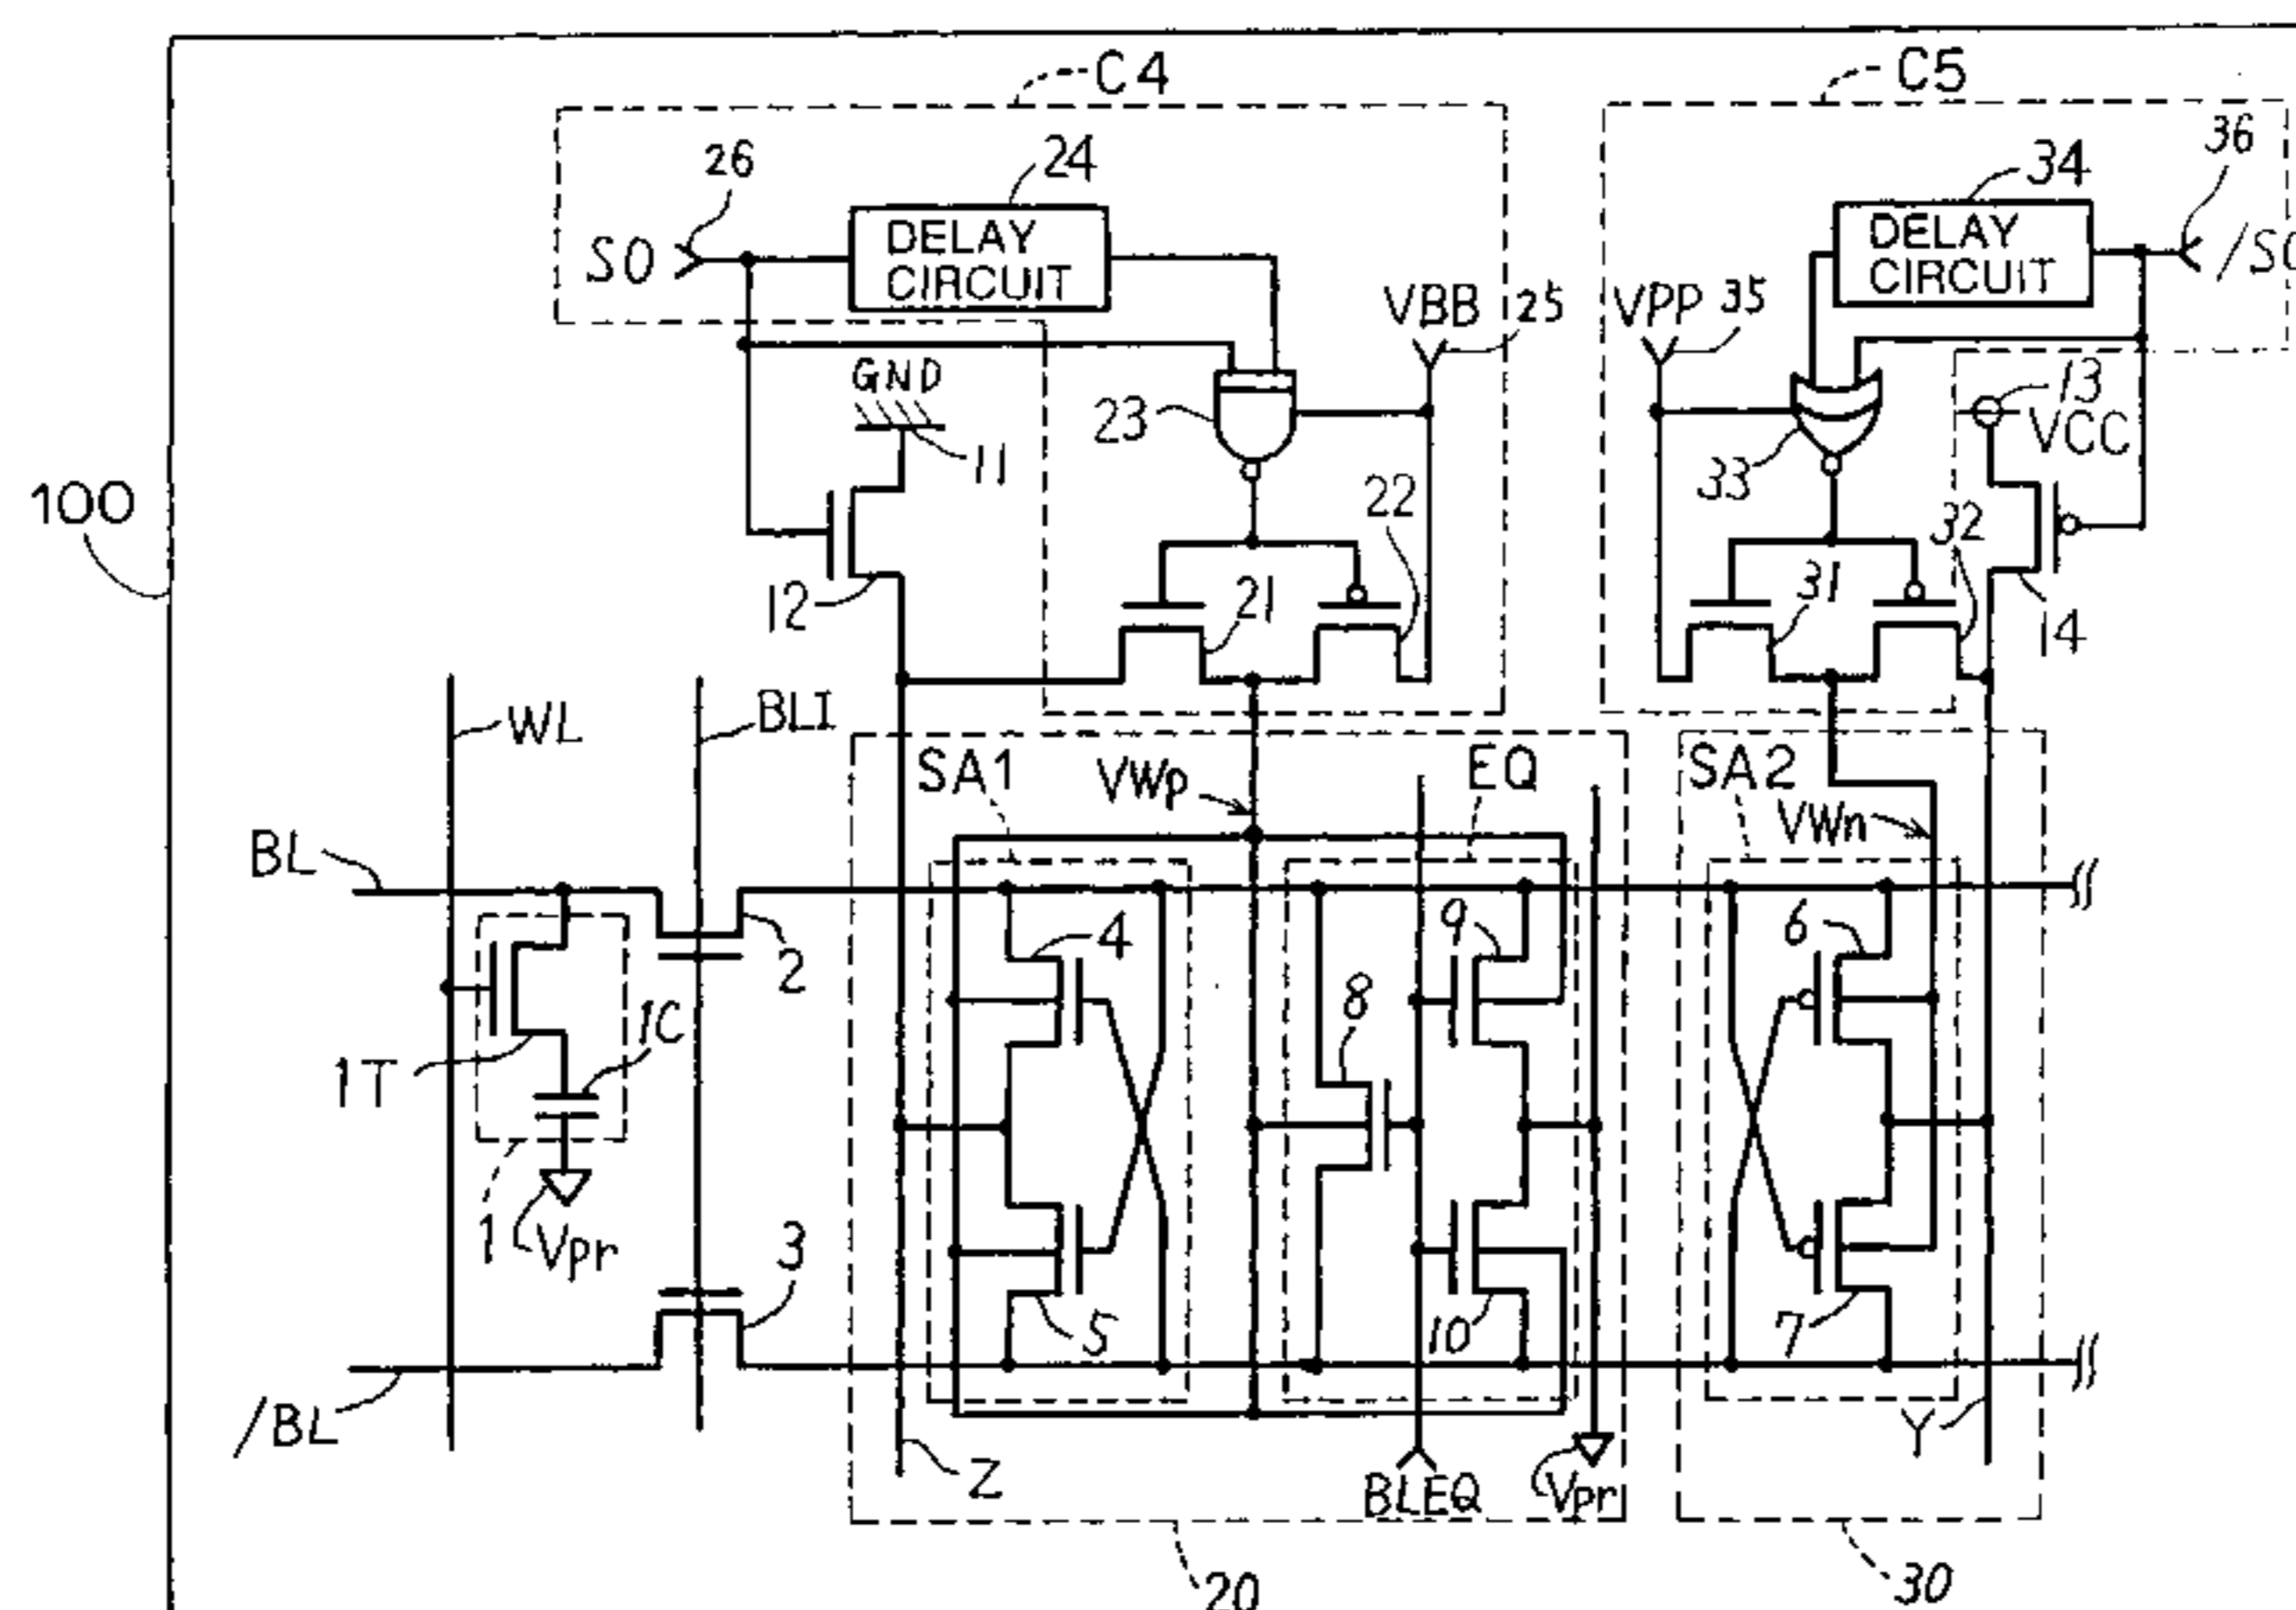 C4
C5
26
24
34
36
S0
DELAY
CIRCUIT
DELAY
CIRCUIT
VBB
25
VPP
35
GND
13
VCC
23
11
33
22
32
100
12
21
31
14
WL
BLI
SA1
VWp
EQ
SA2
VWn
BL
4
9
6
2
1C
8
1T
1
Vpr
3
5
10
7
/BL
Z
BLEQ
Vpr
Y
20
30